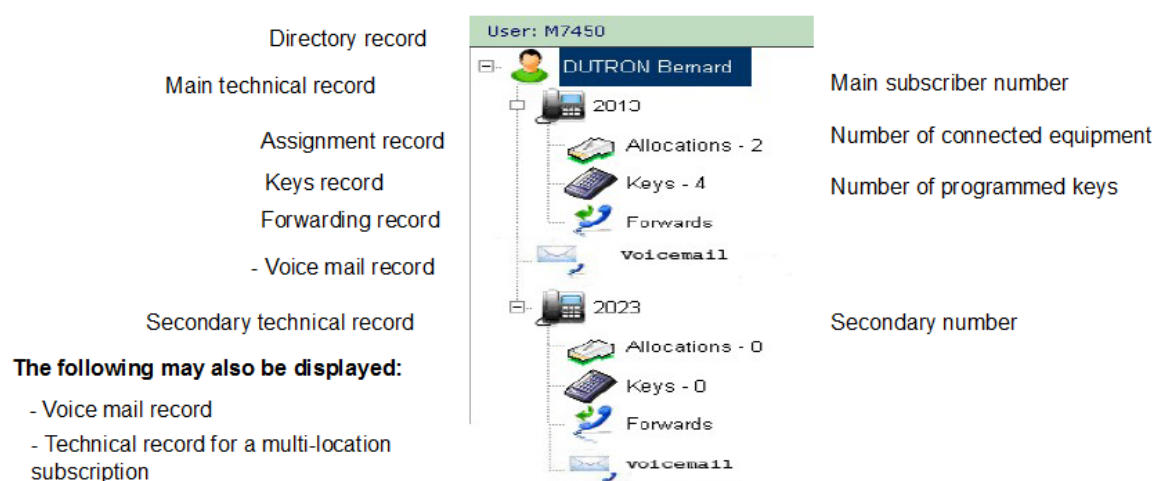 Directory record
User: M7450
DUTRON Bernard
Main technical record
Main subscriber number
2010
Assignment record
Allocations - 2
Number of connected equipment
Keys record
Keys - 4
Number of programmed keys
Forwarding record
Forwards
- Voice mail record
Voicemail
Secondary technical record
2023
Secondary number
Allocations - 0
The following may also be displayed:
Keys - 0
- Voice mail record
Forwards
- Technical record for a multi-location
subscription
voicemail